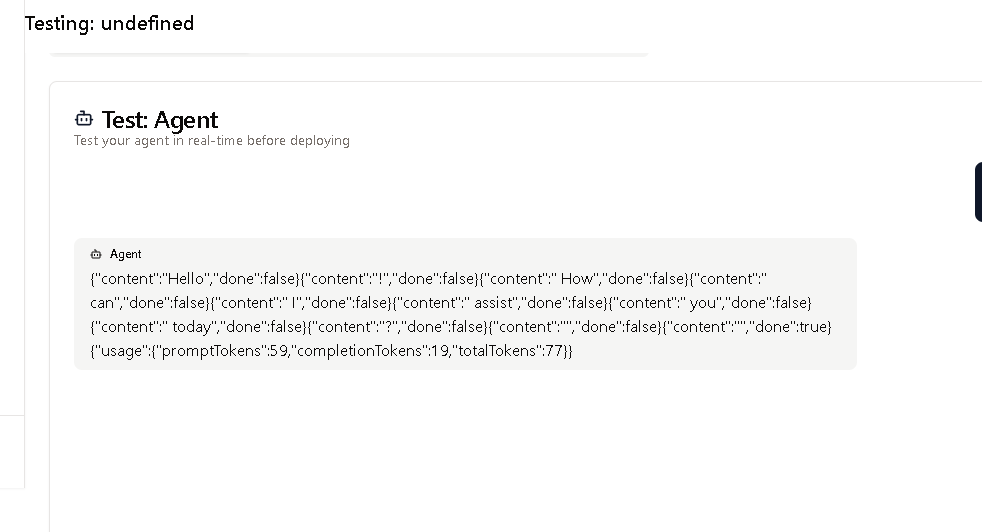 Testing: undefined
Test: Agent
Test your agent in real-time before deploying
Agent
{"content":"Hello","done":false}{"content":"!","done":false}{"content":" How","done":false}{"content":"
can","done":false}{"content":" I","done":false}{"content":" assist","done":false}{"content":" you","done":false}
{"content":" today","done":false}{"content":"?","done":false}{"content":"","done":false}{"content":"","done":true}
{"usage":{"promptTokens":59,"completionTokens":19,"totalTokens":77}}